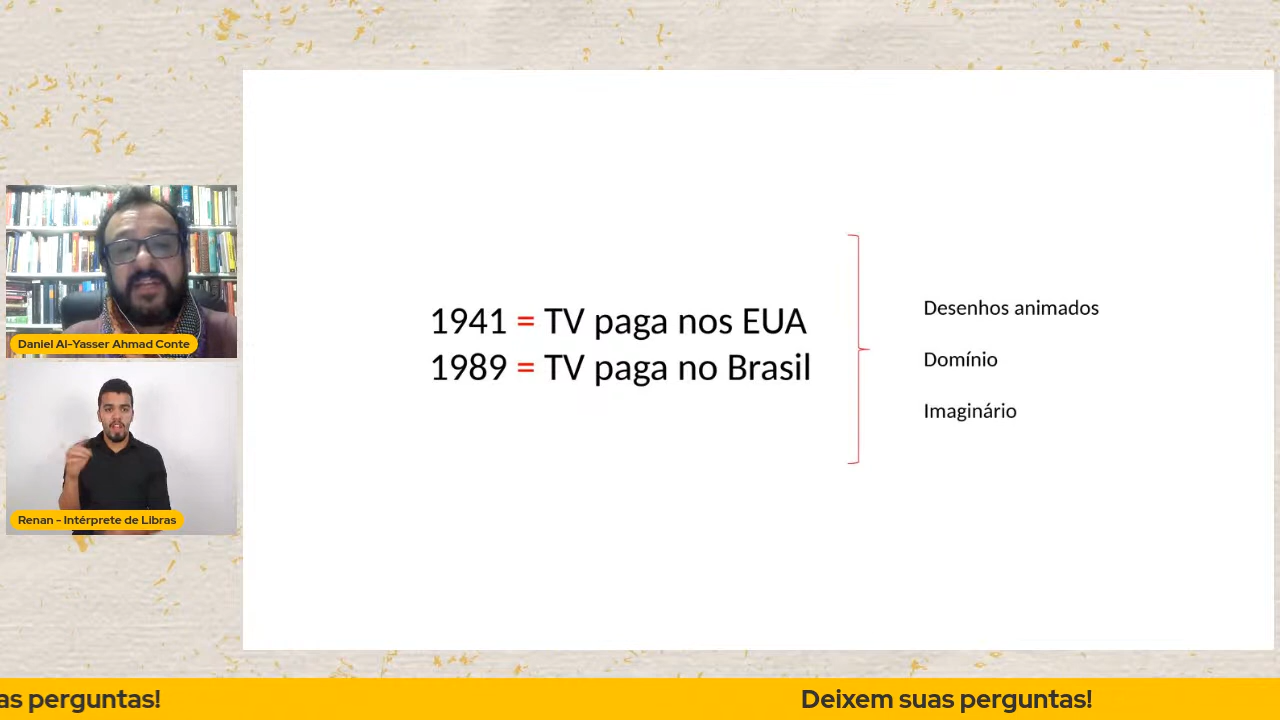 Daniel Al-Yasser Ahmad Conte
Renan - Intérprete de Libras
1941 = TV paga nos EUA
1989 = TV paga no Brasil
Desenhos animados
Domínio
Imaginário
as perguntas!
Deixem suas perguntas!